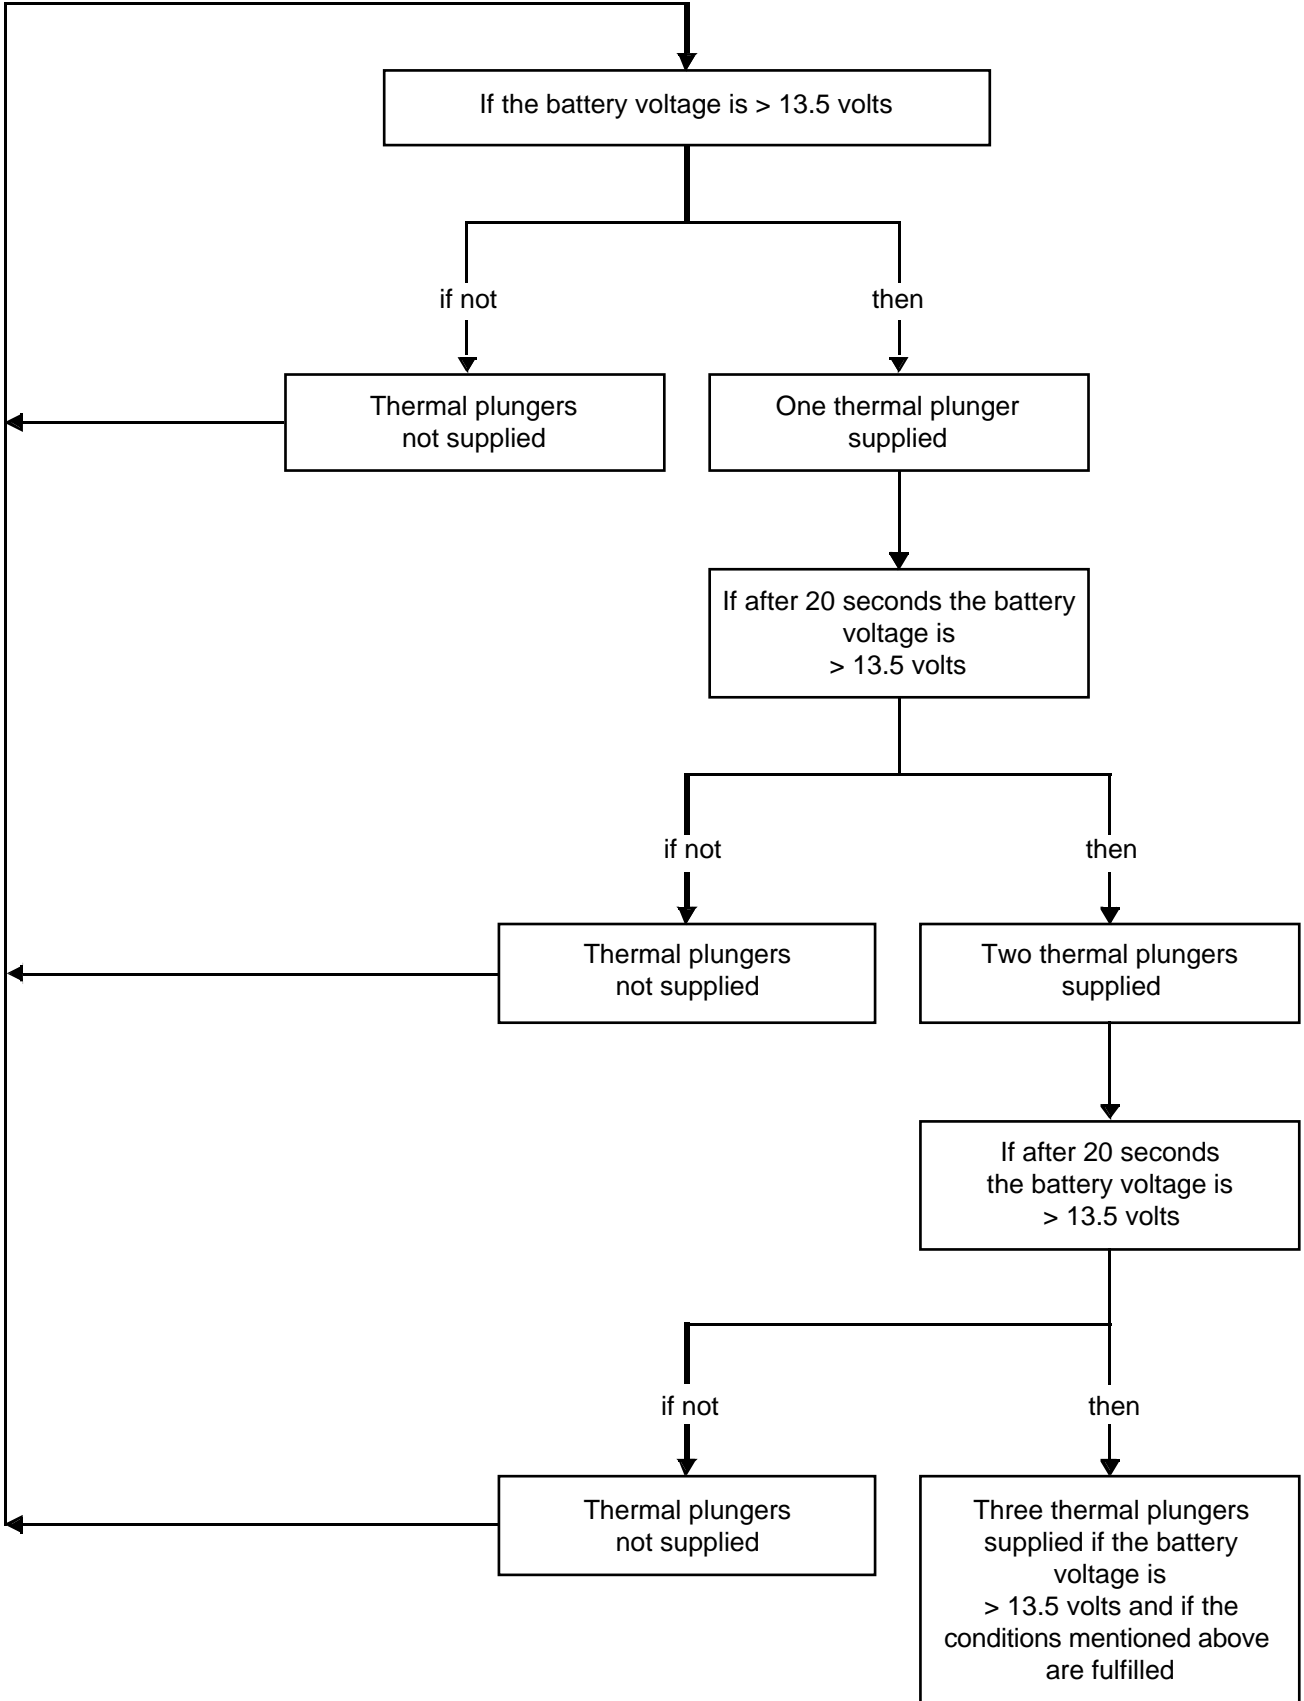 If the battery voltage is > 13.5 volts
if not
then
Thermal plungers
not supplied
One thermal plunger
supplied
If after 20 seconds the battery
voltage is
> 13.5 volts
if not
then
Thermal plungers
not supplied
Two thermal plungers
supplied
If after 20 seconds
the battery voltage is
> 13.5 volts
if not
then
Thermal plungers
not supplied
Three thermal plungers
supplied if the battery
voltage is
> 13.5 volts and if the
conditions mentioned above
are fulfilled